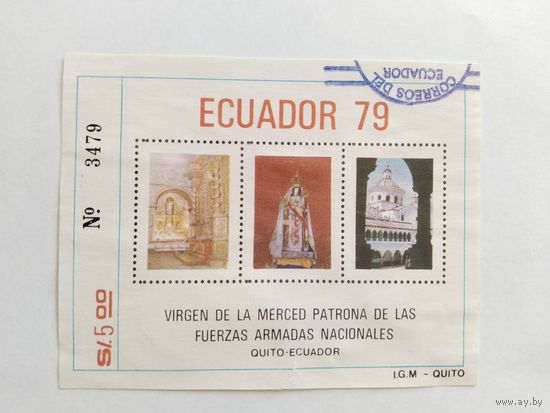 CORREOS DEL
ECUADOR
ECUADOR 79
Nº 3479
S/. 5 00
VIRGEN DE LA MERCED PATRONA DE LAS
FUERZAS ARMADAS NACIONALES
QUITO-ECUADOR
I.G.M - QUITO
www.ay.by